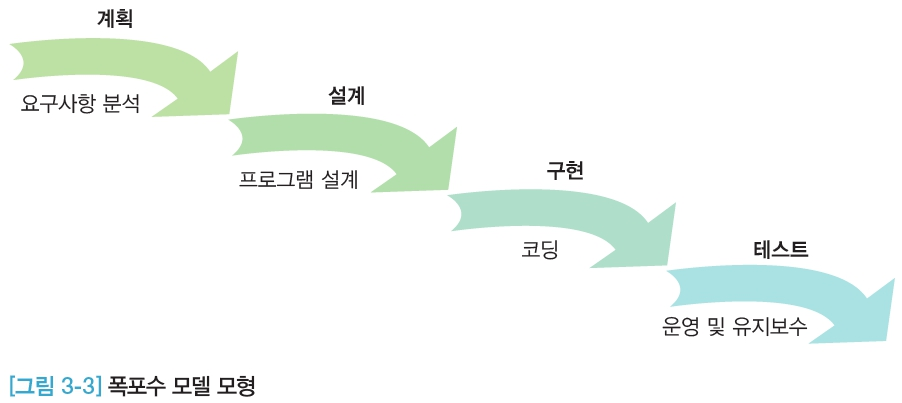 계획
요구사항 분석
설계
프로그램 설계
구현
코딩
테스트
운영 및 유지보수
[그림 3-3] 폭포수 모델 모형